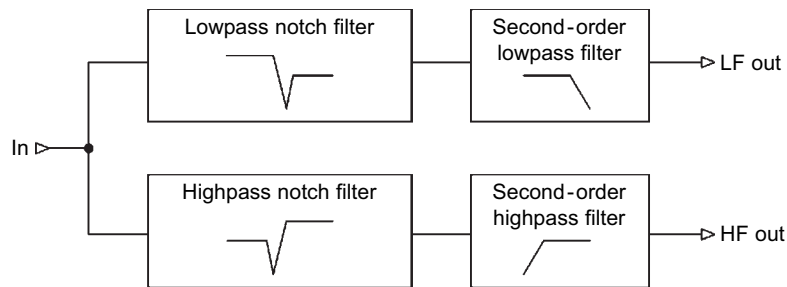 Lowpass notch filter
Second-order
lowpass filter
LF out
In
Highpass notch filter
Second-order
highpass filter
HF out